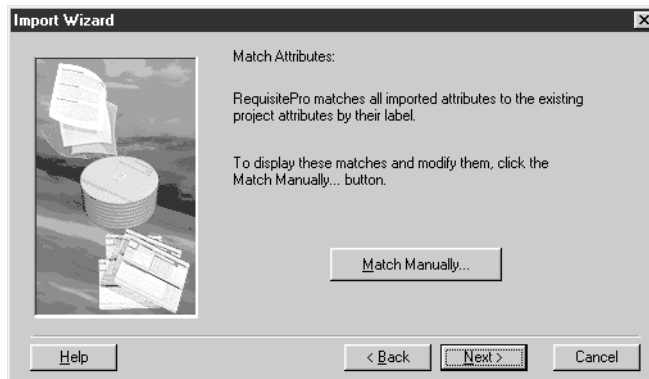 Import Wizard
Match Attributes:
RequisitePro matches all imported attributes to the existing
project attributes by their label.
To display these matches and modify them, click the
Match Manually... button.
Match Manually...
Help
< Back
Next >
Cancel